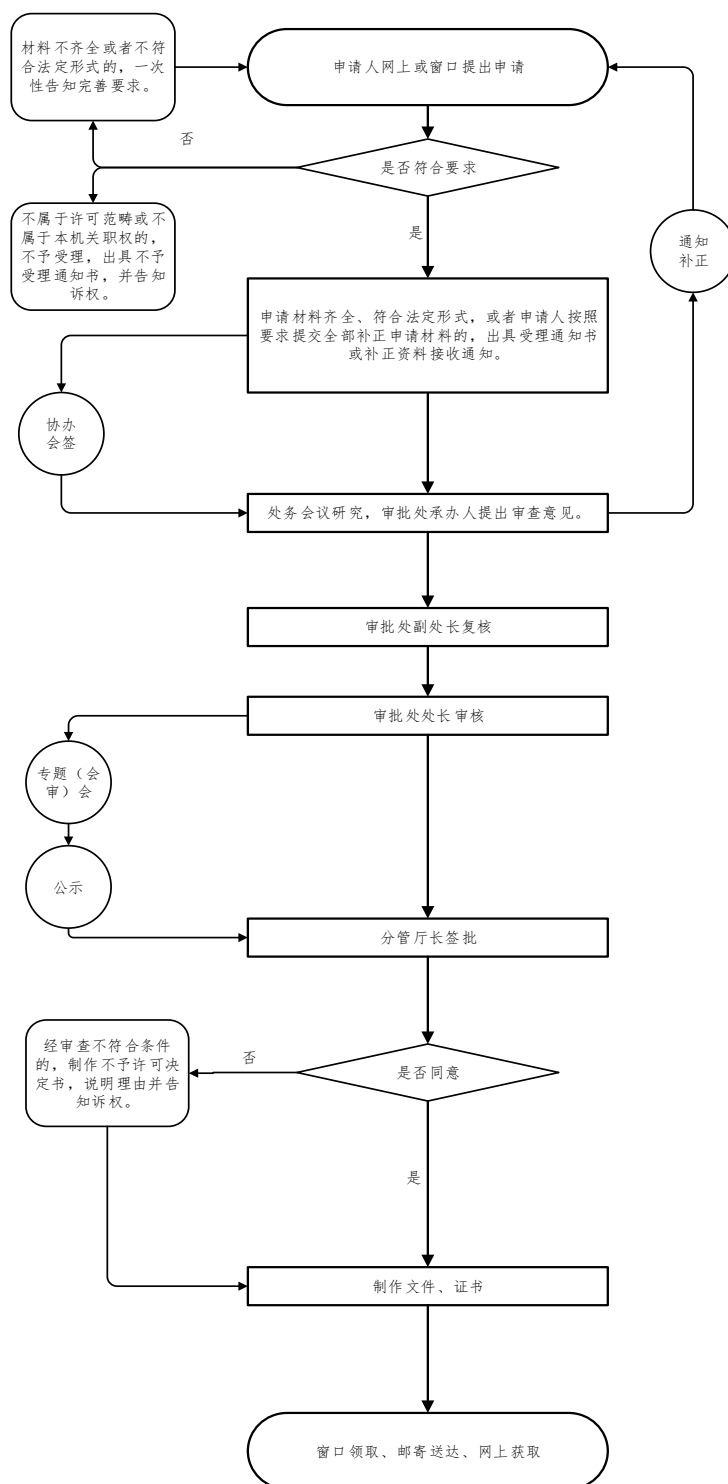 材料不齐全或者不符
合法定形式的，一次
性告知完善要求。
申请人网上或窗口提出申请
否
是否符合要求
不属于许可范畴或不
属于本机关职权的，
不予受理，出具不予
受理通知书，并告知
诉权。
是
通知
补正
申请材料齐全、符合法定形式，或者申请人按照
要求提交全部补正申请材料的，出具受理通知书
或补正资料接收通知。
协办
会签
处务会议研究，审批处承办人提出审查意见。
审批处副处长复核
审批处处长审核
专题（会
审）会
公示
分管厅长签批
经审查不符合条件
的，制作不予许可决
定书，说明理由并告
知诉权。
否
是否同意
是
制作文件、证书
窗口领取、邮寄送达、网上获取